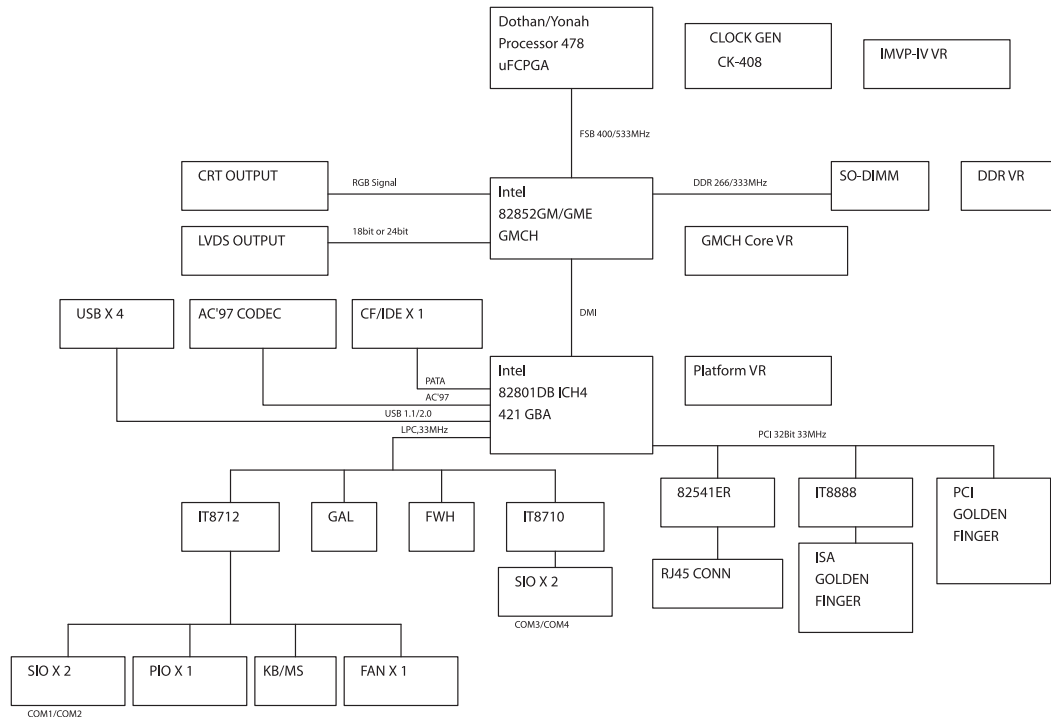 Dothan/Yonah
Processor 478
uFCPGA
CLOCK GEN
CK-408
IMVP-IV VR
FSB 400/533MHz
CRT OUTPUT
RGB Signal
Intel
82852GM/GME
GMCH
DDR 266/333MHz
SO-DIMM
DDR VR
LVDS OUTPUT
18bit or 24bit
GMCH Core VR
DMI
USB X 4
AC'97 CODEC
CF/IDE X 1
Intel
82801DB ICH4
421 GBA
Platform VR
PATA
AC'97
USB 1.1/2.0
LPC,33MHz
PCI 32Bit 33MHz
IT8712
GAL
FWH
IT8710
82541ER
IT8888
PCI
GOLDEN
FINGER
SIO X 2
COM3/COM4
RJ45 CONN
ISA
GOLDEN
FINGER
SIO X 2
COM1/COM2
PIO X 1
KB/MS
FAN X 1